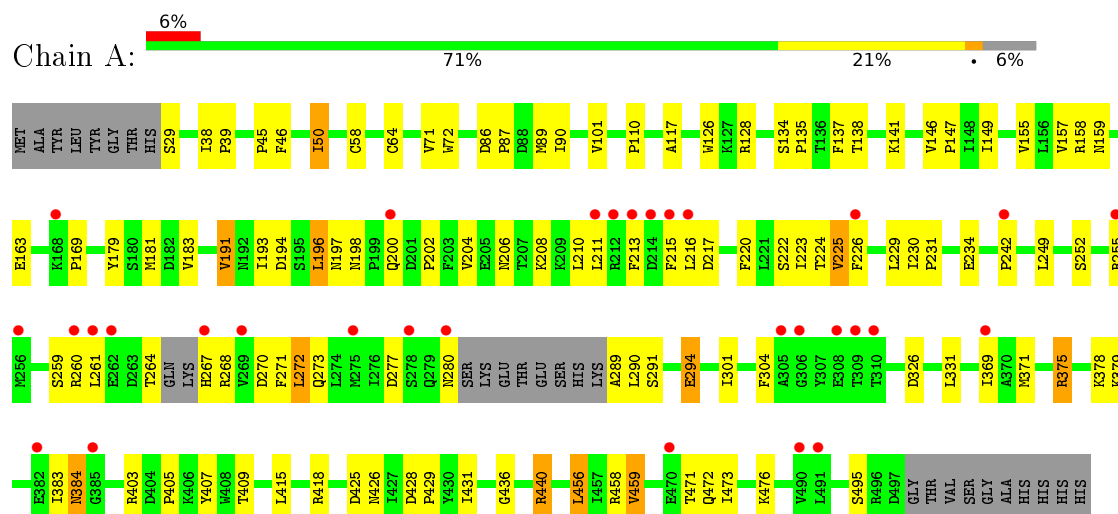 6%
Chain A:
71% 21% • 6%
MET ALA TYR LEU TYR GLY THR HIS S29 I38 P39 P45 F46 I50 C58 C64 V71 W72 D86 P87 D88 M89 I90 V101 P110 A117 W126 K127 R128 S134 P135 T136 F137 T138 K141 V146 P147 I148 I149 V155 L156 V157 R158 N159
E163 K168 P169 Y179 S180 M181 D182 V183 V191 N192 I193 D194 S195 L196 N197 N198 P199 Q200 D201 P202 F203 V204 E205 N206 T207 K208 K209 L210 L211 R212 F213 D214 F215 L216 D217 F220 L221 S222 I223 T224 V225 F226 L229 I230 P231 E234 P242 L249 S252
M256 S259 R260 L261 E262 D263 T264 GLN LYS H267 R268 V269 D270 F271 L272 Q273 L274 M275 I276 D277 S278 Q279 N280 SER LYS GLU THR GLU SER HIS LYS A289 L290 S291 E294 I301 F304 A305 G306 Y307 E308 T309 T310 D326 L331 I369 A370 M371 R375 K378 K379
E382 I383 N384 G385 R403 D404 P405 K406 Y407 W408 T409 L415 R418 D425 N426 I427 D428 P429 Y430 I431 G436 R440 L456 I457 R458 V459 E470 T471 Q472 I473 K476 V490 L491 S495 R496 D497 GLY THR VAL SER GLY ALA HIS HIS HIS HIS